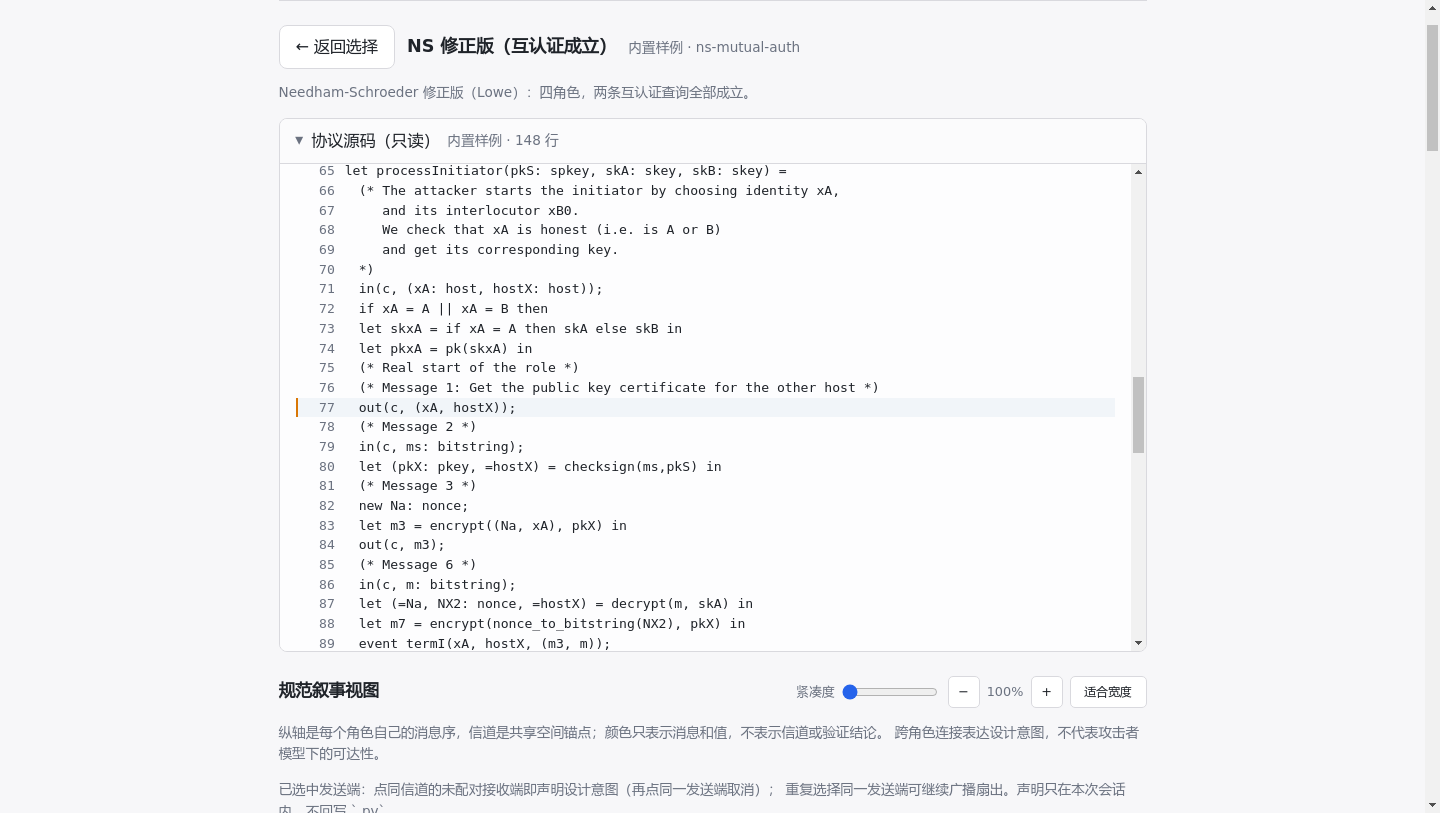 ← 返回选择
NS 修正版（互认证成立）
内置样例 · ns-mutual-auth
Needham-Schroeder 修正版（Lowe）：四角色，两条互认证查询全部成立。
▼ 协议源码（只读） 内置样例 · 148 行
65 let processInitiator(pkS: spkey, skA: skey, skB: skey) =
66   (* The attacker starts the initiator by choosing identity xA,
67      and its interlocutor xB0.
68      We check that xA is honest (i.e. is A or B)
69      and get its corresponding key.
70   *)
71   in(c, (xA: host, hostX: host));
72   if xA = A || xA = B then
73   let skxA = if xA = A then skA else skB in
74   let pkxA = pk(skxA) in
75   (* Real start of the role *)
76   (* Message 1: Get the public key certificate for the other host *)
77   out(c, (xA, hostX));
78   (* Message 2 *)
79   in(c, ms: bitstring);
80   let (pkX: pkey, =hostX) = checksign(ms,pkS) in
81   (* Message 3 *)
82   new Na: nonce;
83   let m3 = encrypt((Na, xA), pkX) in
84   out(c, m3);
85   (* Message 6 *)
86   in(c, m: bitstring);
87   let (=Na, NX2: nonce, =hostX) = decrypt(m, skA) in
88   let m7 = encrypt(nonce_to_bitstring(NX2), pkX) in
89   event termI(xA, hostX, (m3, m));
规范叙事视图
紧凑度
− 100% + 适合宽度
纵轴是每个角色自己的消息序，信道是共享空间锚点；颜色只表示消息和值，不表示信道或验证结论。 跨角色连接表达设计意图，不代表攻击者
模型下的可达性。
已选中发送端：点同信道的未配对接收端即声明设计意图（再点同一发送端取消）； 重复选择同一发送端可继续广播扇出。声明只在本次会话
内，不回写 `.pv`